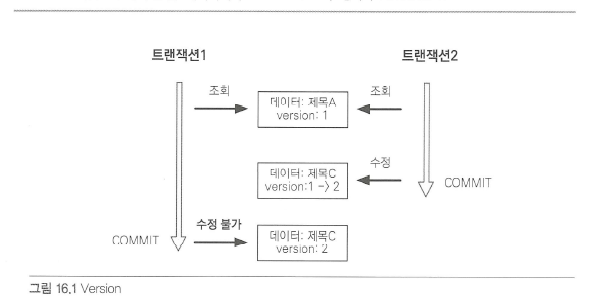 트랜잭션1
트랜잭션2
조회
조회
데이터: 제목A
version: 1
수정
데이터: 제목C
version:1 -> 2
COMMIT
수정 불가
COMMIT
데이터: 제목C
version: 2
그림 16.1 Version